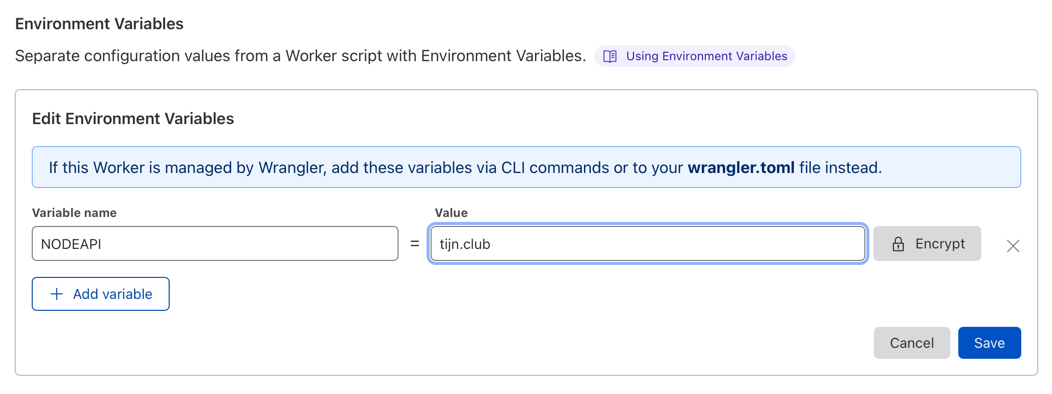 Environment Variables
Separate configuration values from a Worker script with Environment Variables. Using Environment Variables
Edit Environment Variables
If this Worker is managed by Wrangler, add these variables via CLI commands or to your wrangler.toml file instead.
Variable name Value
NODEAPI = tijn.club Encrypt
+ Add variable
Cancel Save